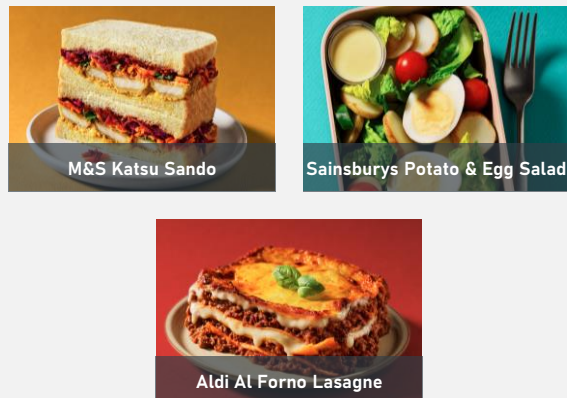 M&S Katsu Sando
Sainsburys Potato & Egg Salad
Aldi Al Forno Lasagne